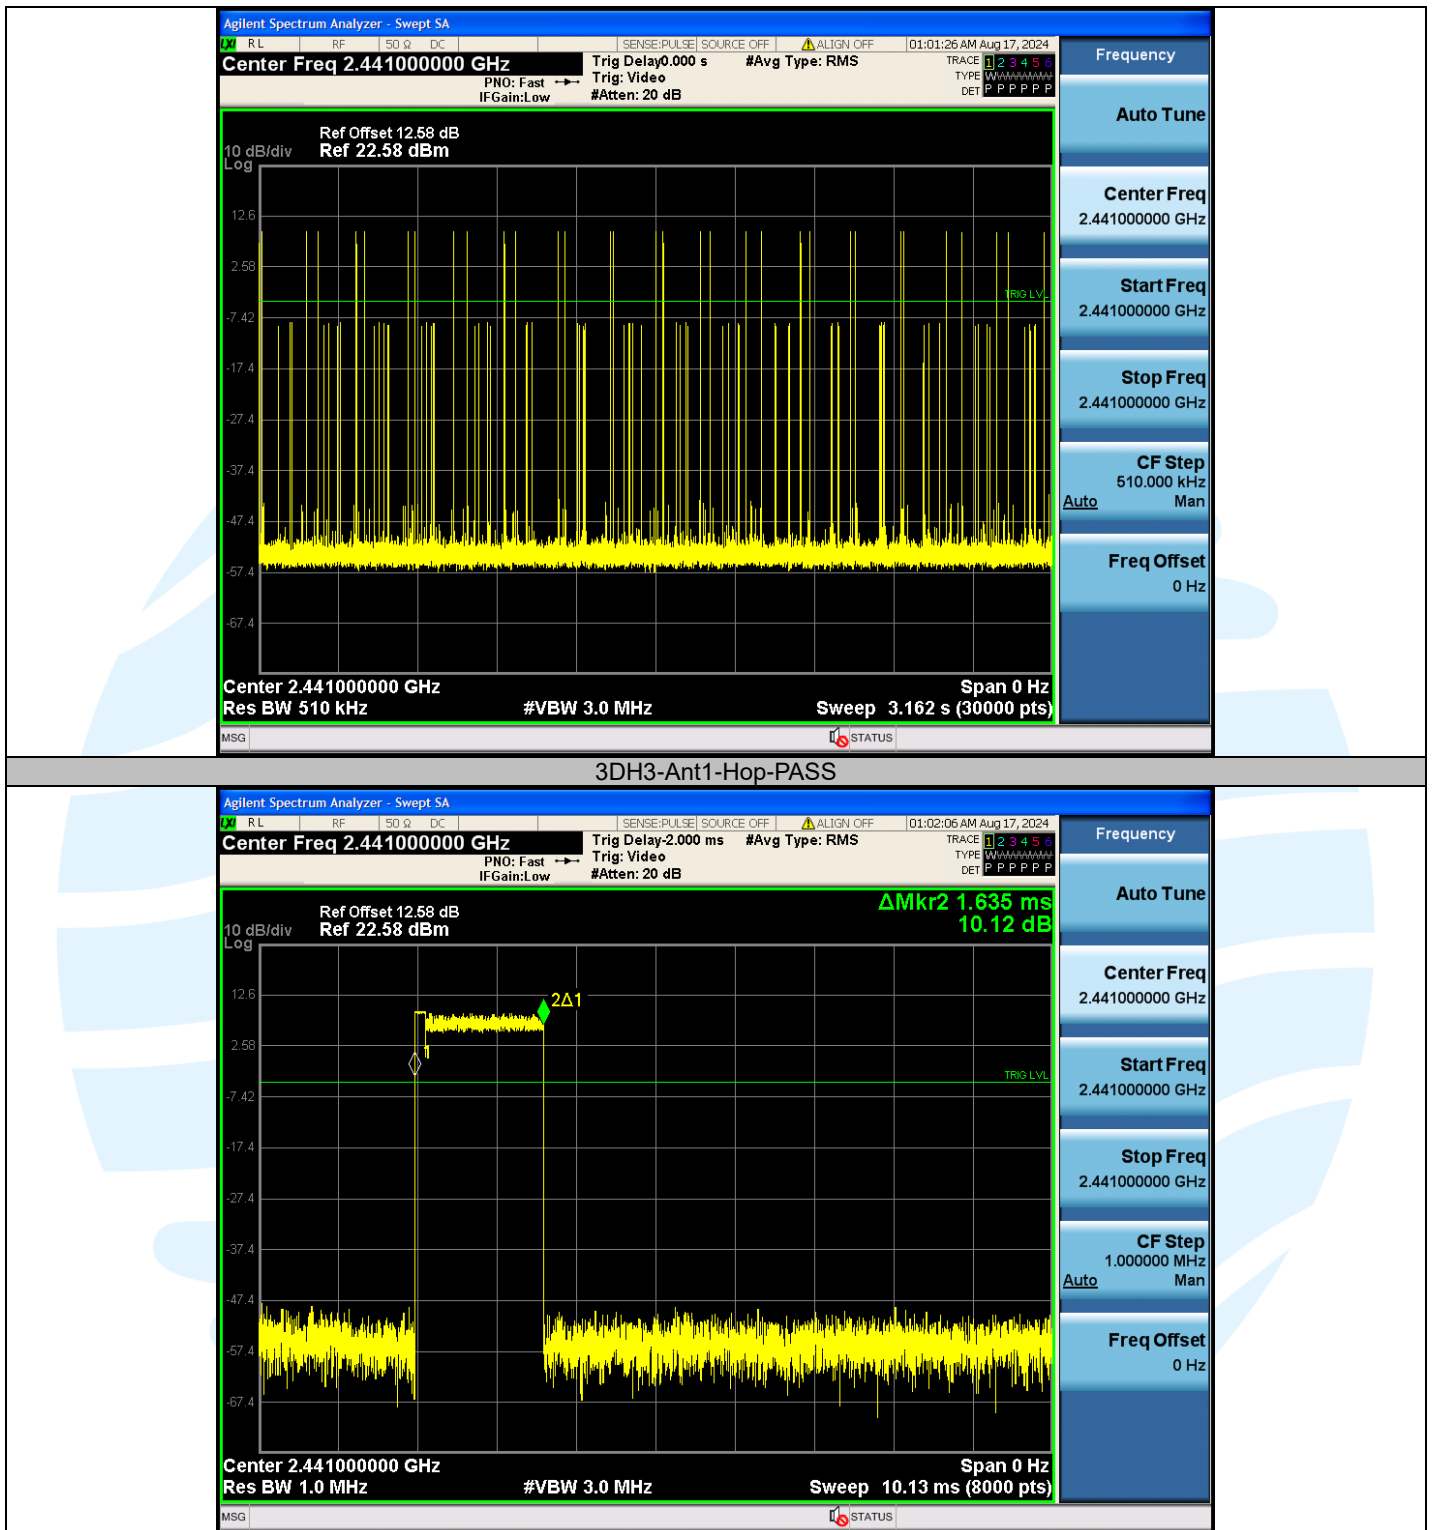 Agilent Spectrum Analyzer - Swept SA
LXI RL RF 50 Ω DC SENSE:PULSE SOURCE OFF ALIGN OFF 01:01:26 AM Aug 17, 2024
Center Freq 2.441000000 GHz
PNO: Fast
IFGain:Low
Trig Delay0.000 s
Trig: Video
#Atten: 20 dB
#Avg Type: RMS
TRACE 1 2 3 4 5 6
TYPE WWWWWW
DET P P P P P P
Ref Offset 12.58 dB
10 dB/div Ref 22.58 dBm
Log
12.6
2.58
TRIG LVL
-7.42
-17.4
-27.4
-37.4
-47.4
-57.4
-67.4
Center 2.441000000 GHz Span 0 Hz
Res BW 510 kHz #VBW 3.0 MHz Sweep 3.162 s (30000 pts)
MSG STATUS
Frequency
Auto Tune
Center Freq
2.441000000 GHz
Start Freq
2.441000000 GHz
Stop Freq
2.441000000 GHz
CF Step
510.000 kHz
Auto Man
Freq Offset
0 Hz
3DH3-Ant1-Hop-PASS
Agilent Spectrum Analyzer - Swept SA
LXI RL RF 50 Ω DC SENSE:PULSE SOURCE OFF ALIGN OFF 01:02:06 AM Aug 17, 2024
Center Freq 2.441000000 GHz
PNO: Fast
IFGain:Low
Trig Delay-2.000 ms
Trig: Video
#Atten: 20 dB
#Avg Type: RMS
TRACE 1 2 3 4 5 6
TYPE WWWWWW
DET P P P P P P
ΔMkr2 1.635 ms
10.12 dB
Ref Offset 12.58 dB
10 dB/div Ref 22.58 dBm
Log
12.6
2Δ1
2.58
1
TRIG LVL
-7.42
-17.4
-27.4
-37.4
-47.4
-57.4
-67.4
Center 2.441000000 GHz Span 0 Hz
Res BW 1.0 MHz #VBW 3.0 MHz Sweep 10.13 ms (8000 pts)
MSG STATUS
Frequency
Auto Tune
Center Freq
2.441000000 GHz
Start Freq
2.441000000 GHz
Stop Freq
2.441000000 GHz
CF Step
1.000000 MHz
Auto Man
Freq Offset
0 Hz